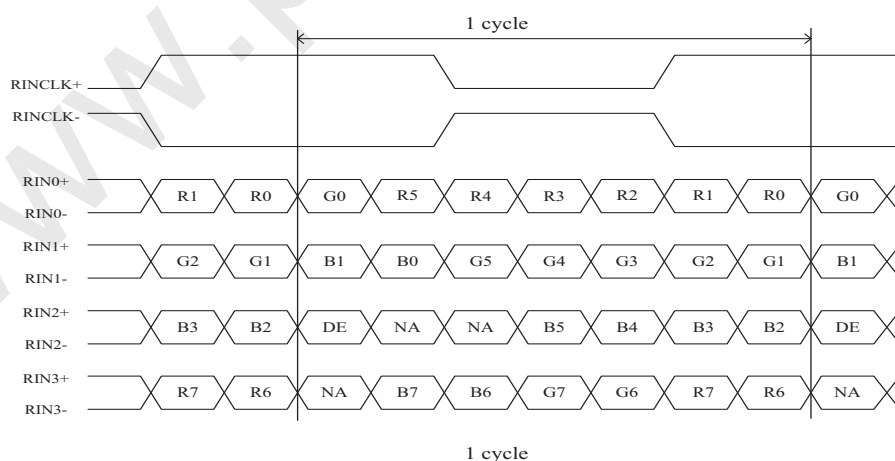 www.p
1 cycle
RINCLK+
RINCLK-
RIN0+
R1 R0 G0 R5 R4 R3 R2 R1 R0 G0
RIN0-
RIN1+
G2 G1 B1 B0 G5 G4 G3 G2 G1 B1
RIN1-
RIN2+
B3 B2 DE NA NA B5 B4 B3 B2 DE
RIN2-
RIN3+
R7 R6 NA B7 B6 G7 G6 R7 R6 NA
RIN3-
1 cycle